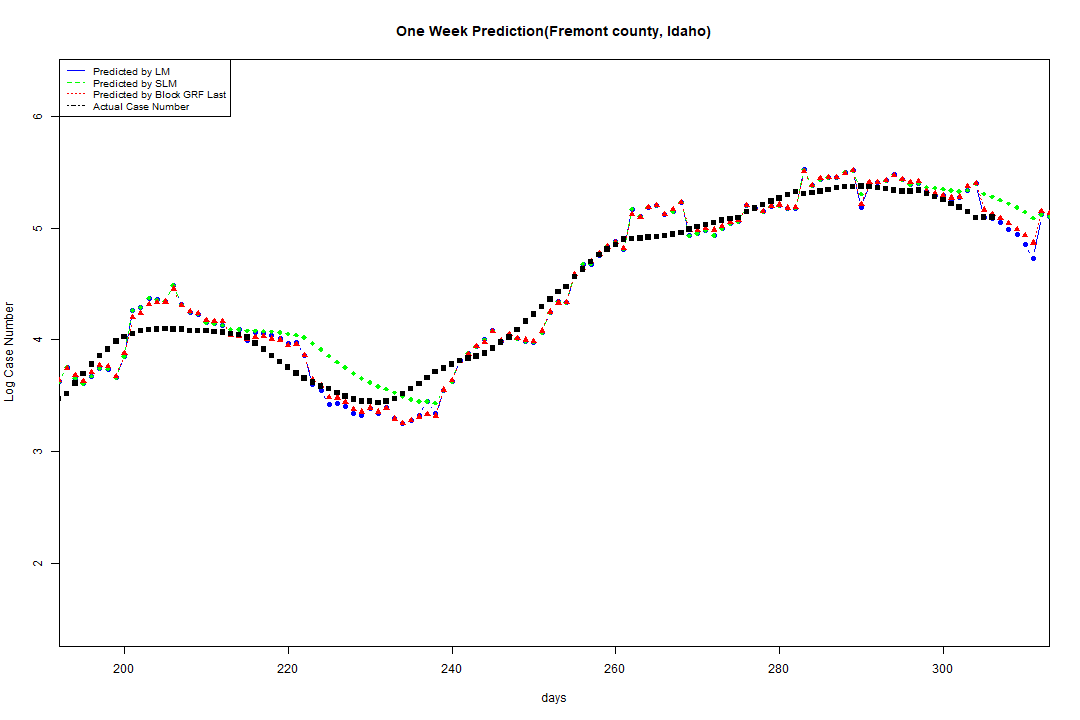 One Week Prediction(Fremont county, Idaho)
Predicted by LM
Predicted by SLM
Predicted by Block GRF Last
Actual Case Number
6
5
4
3
2
Log Case Number
200 220 240 260 280 300
days